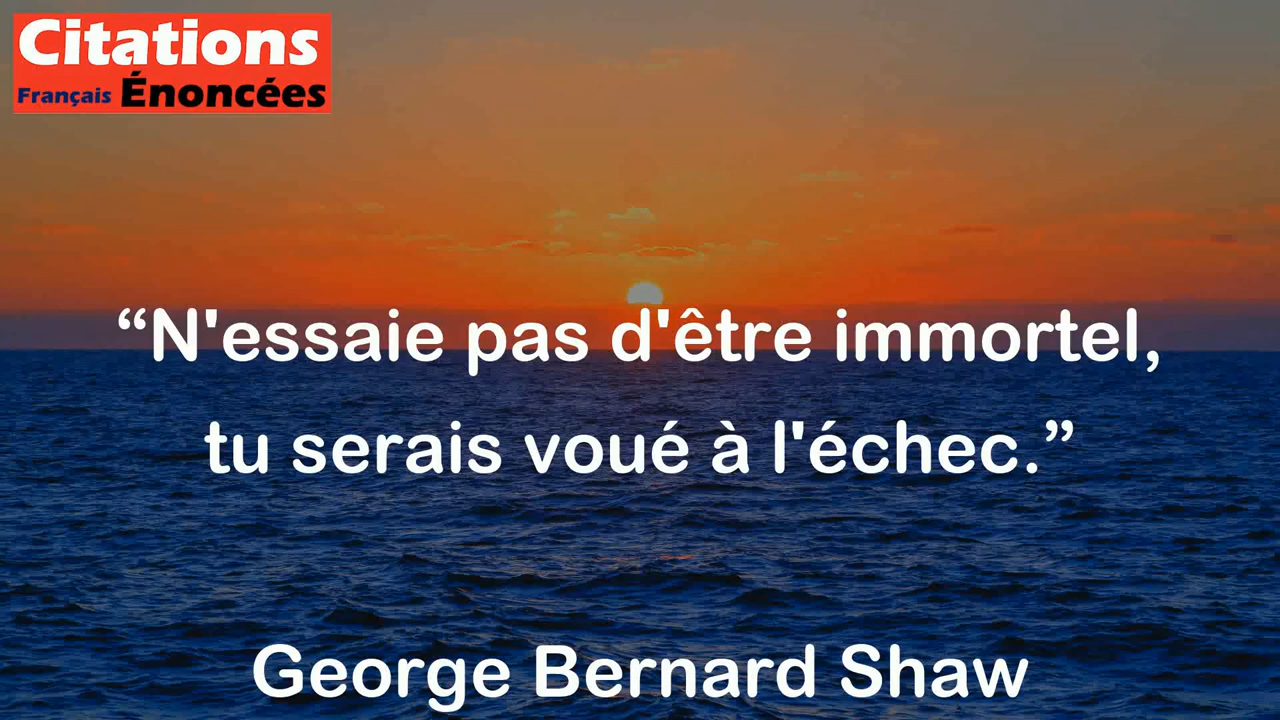 Citations
Français Énoncées
“N'essaie pas d'être immortel,
tu serais voué à l'échec.”
George Bernard Shaw